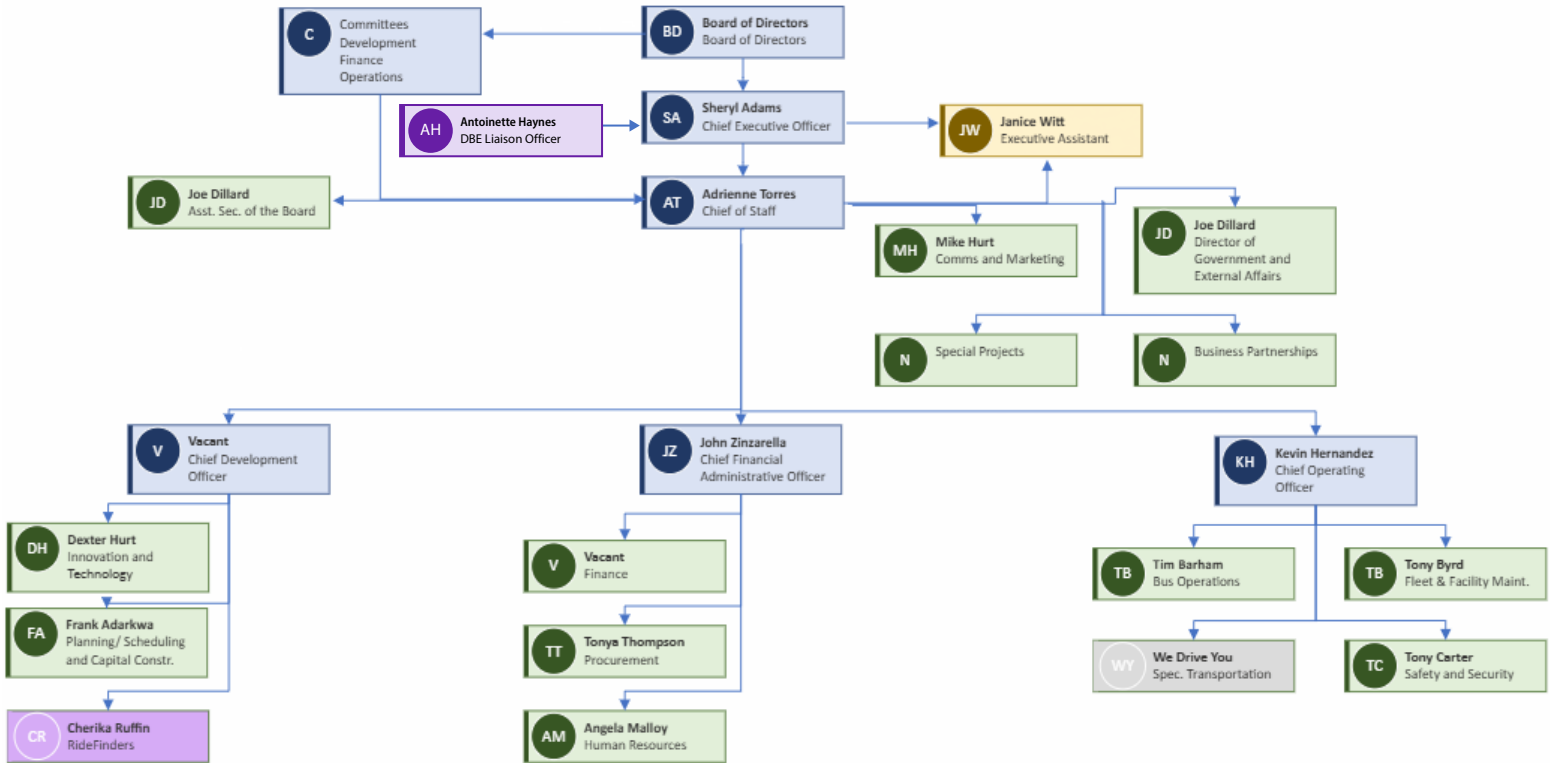 C
Committees
Development
Finance
Operations
BD
Board of Directors
Board of Directors
AH
Antoinette Haynes
DBE Liaison Officer
SA
Sheryl Adams
Chief Executive Officer
JW
Janice Witt
Executive Assistant
JD
Joe Dillard
Asst. Sec. of the Board
AT
Adrienne Torres
Chief of Staff
MH
Mike Hurt
Comms and Marketing
JD
Joe Dillard
Director of
Government and
External Affairs
N
Special Projects
N
Business Partnerships
V
Vacant
Chief Development
Officer
JZ
John Zinzarella
Chief Financial
Administrative Officer
KH
Kevin Hernandez
Chief Operating
Officer
DH
Dexter Hurt
Innovation and
Technology
V
Vacant
Finance
TB
Tim Barham
Bus Operations
TB
Tony Byrd
Fleet & Facility Maint.
FA
Frank Adarkwa
Planning/ Scheduling
and Capital Constr.
TT
Tonya Thompson
Procurement
WY
We Drive You
Spec. Transportation
TC
Tony Carter
Safety and Security
CR
Cherika Ruffin
RideFinders
AM
Angela Malloy
Human Resources